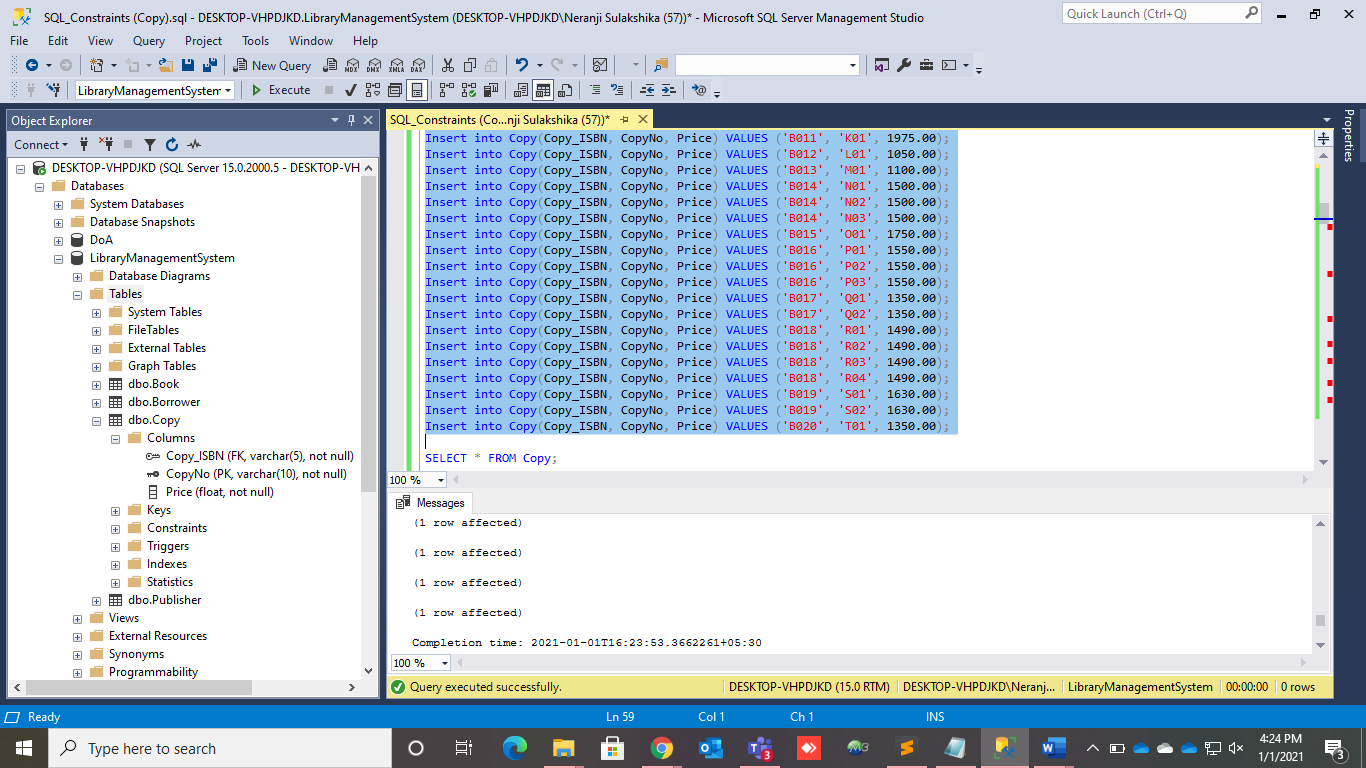 SQL_Constraints (Copy).sql - DESKTOP-VHPDJKD.LibraryManagementSystem (DESKTOP-VHPDJKD\Neranji Sulakshika (57))* - Microsoft SQL Server Management Studio
Quick Launch (Ctrl+Q)
File Edit View Query Project Tools Window Help
New Query
MDX DMX XMLA DAX
LibraryManagementSystem
Execute
Object Explorer
Connect
DESKTOP-VHPDJKD (SQL Server 15.0.2000.5 - DESKTOP-VH
Databases
System Databases
Database Snapshots
DoA
LibraryManagementSystem
Database Diagrams
Tables
System Tables
FileTables
External Tables
Graph Tables
dbo.Book
dbo.Borrower
dbo.Copy
Columns
Copy_ISBN (FK, varchar(5), not null)
CopyNo (PK, varchar(10), not null)
Price (float, not null)
Keys
Constraints
Triggers
Indexes
Statistics
dbo.Publisher
Views
External Resources
Synonyms
Programmability
SQL_Constraints (Co...nji Sulakshika (57))*
Insert into Copy(Copy_ISBN, CopyNo, Price) VALUES ('B011', 'K01', 1975.00);
Insert into Copy(Copy_ISBN, CopyNo, Price) VALUES ('B012', 'L01', 1050.00);
Insert into Copy(Copy_ISBN, CopyNo, Price) VALUES ('B013', 'M01', 1100.00);
Insert into Copy(Copy_ISBN, CopyNo, Price) VALUES ('B014', 'N01', 1500.00);
Insert into Copy(Copy_ISBN, CopyNo, Price) VALUES ('B014', 'N02', 1500.00);
Insert into Copy(Copy_ISBN, CopyNo, Price) VALUES ('B014', 'N03', 1500.00);
Insert into Copy(Copy_ISBN, CopyNo, Price) VALUES ('B015', 'O01', 1750.00);
Insert into Copy(Copy_ISBN, CopyNo, Price) VALUES ('B016', 'P01', 1550.00);
Insert into Copy(Copy_ISBN, CopyNo, Price) VALUES ('B016', 'P02', 1550.00);
Insert into Copy(Copy_ISBN, CopyNo, Price) VALUES ('B016', 'P03', 1550.00);
Insert into Copy(Copy_ISBN, CopyNo, Price) VALUES ('B017', 'Q01', 1350.00);
Insert into Copy(Copy_ISBN, CopyNo, Price) VALUES ('B017', 'Q02', 1350.00);
Insert into Copy(Copy_ISBN, CopyNo, Price) VALUES ('B018', 'R01', 1490.00);
Insert into Copy(Copy_ISBN, CopyNo, Price) VALUES ('B018', 'R02', 1490.00);
Insert into Copy(Copy_ISBN, CopyNo, Price) VALUES ('B018', 'R03', 1490.00);
Insert into Copy(Copy_ISBN, CopyNo, Price) VALUES ('B018', 'R04', 1490.00);
Insert into Copy(Copy_ISBN, CopyNo, Price) VALUES ('B019', 'S01', 1630.00);
Insert into Copy(Copy_ISBN, CopyNo, Price) VALUES ('B019', 'S02', 1630.00);
Insert into Copy(Copy_ISBN, CopyNo, Price) VALUES ('B020', 'T01', 1350.00);
SELECT * FROM Copy;
100 %
Messages
(1 row affected)
(1 row affected)
(1 row affected)
(1 row affected)
Completion time: 2021-01-01T16:23:53.3662261+05:30
100 %
Query executed successfully. DESKTOP-VHPDJKD (15.0 RTM) DESKTOP-VHPDJKD\Neranj... LibraryManagementSystem 00:00:00 0 rows
Properties
Ready Ln 59 Col 1 Ch 1 INS
Type here to search
3
4:24 PM
1/1/2021
3